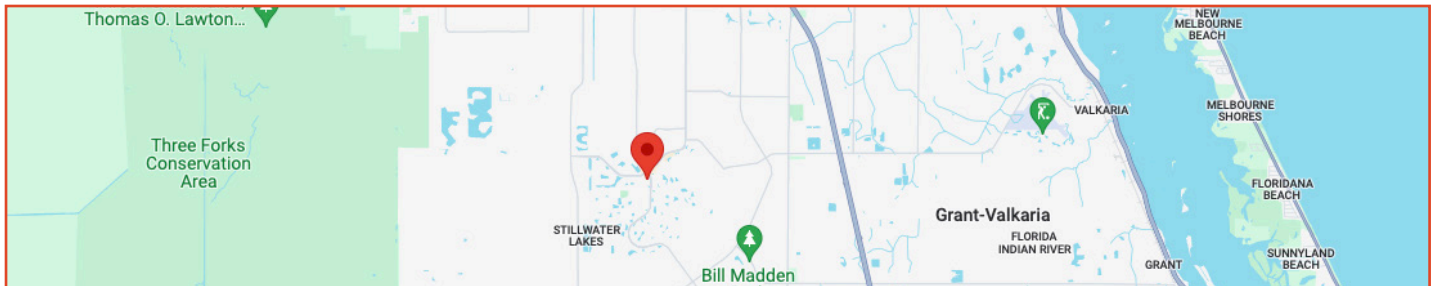 Thomas O. Lawton...
NEW
MELBOURNE
BEACH
VALKARIA
MELBOURNE
SHORES
Three Forks
Conservation
Area
FLORIDANA
BEACH
Grant-Valkaria
STILLWATER
LAKES
FLORIDA
INDIAN RIVER
GRANT
SUNNYLAND
BEACH
Bill Madden